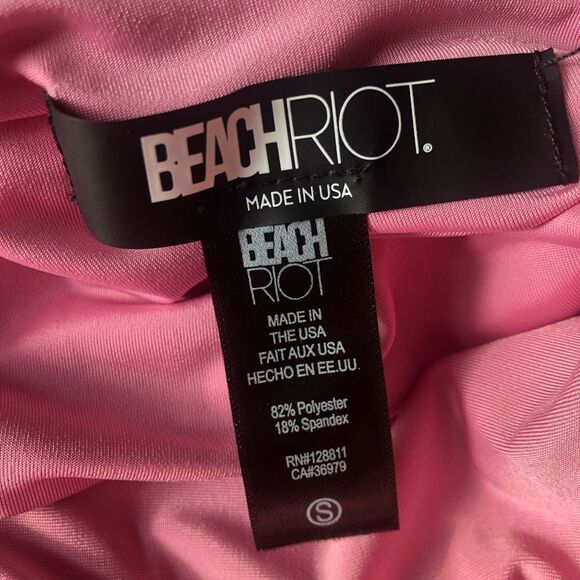 BEACHRIOT®
MADE IN USA
BEACH
RIOT
MADE IN
THE USA
FAIT AUX USA
HECHO EN EE.UU.
82% Polyester
18% Spandex
RN#128811
CA#36979
S